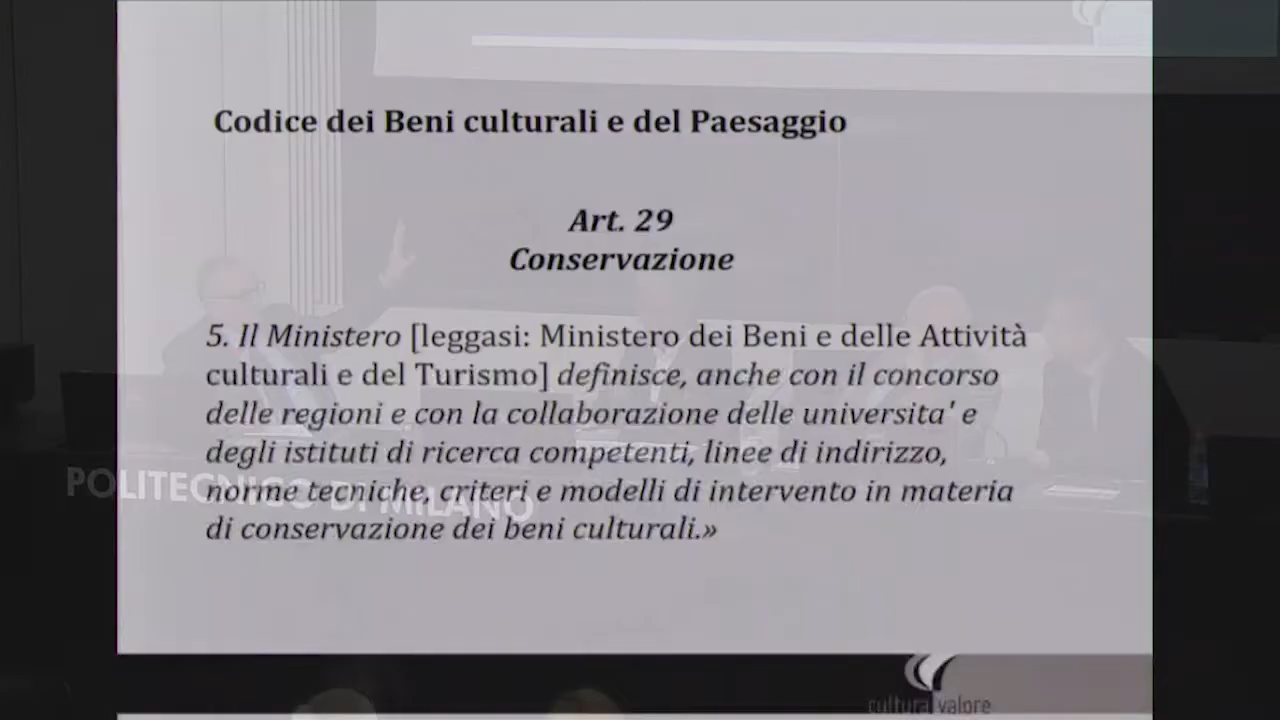 Codice dei Beni culturali e del Paesaggio
Art. 29
Conservazione
5. Il Ministero [leggasi: Ministero dei Beni e delle Attività
culturali e del Turismo] definisce, anche con il concorso
delle regioni e con la collaborazione delle universita' e
degli istituti di ricerca competenti, linee di indirizzo,
norme tecniche, criteri e modelli di intervento in materia
di conservazione dei beni culturali.»
POLITECNICO DI MILANO
cultura valore